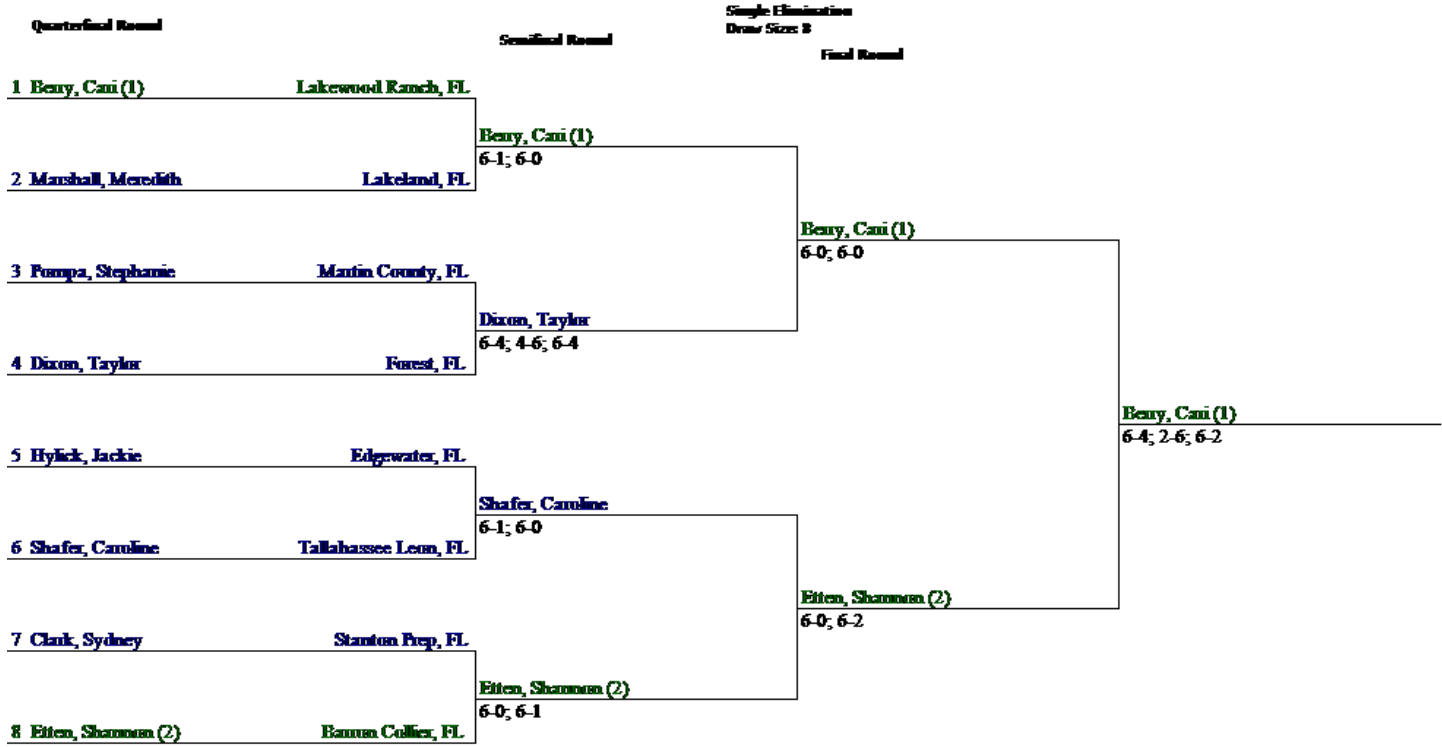 Quarterfinal Round
Semifinal Round
Single Elimination
Draw Size: 8
Final Round
1 Berry, Cari (1) Lakewood Ranch, FL
Berry, Cari (1)
6-1; 6-0
2 Marshall, Meredith Lakeland, FL
Berry, Cari (1)
6-0; 6-0
3 Pompa, Stephanie Martin County, FL
Dixon, Taylor
6-4; 4-6; 6-4
4 Dixon, Taylor Forest, FL
Berry, Cari (1)
6-4; 2-6; 6-2
5 Hylick, Jackie Edgewater, FL
Shafer, Caroline
6-1; 6-0
6 Shafer, Caroline Tallahassee Leon, FL
Etten, Shannon (2)
6-0; 6-2
7 Clark, Sydney Stanton Prep, FL
Etten, Shannon (2)
6-0; 6-1
8 Etten, Shannon (2) Barron Collier, FL